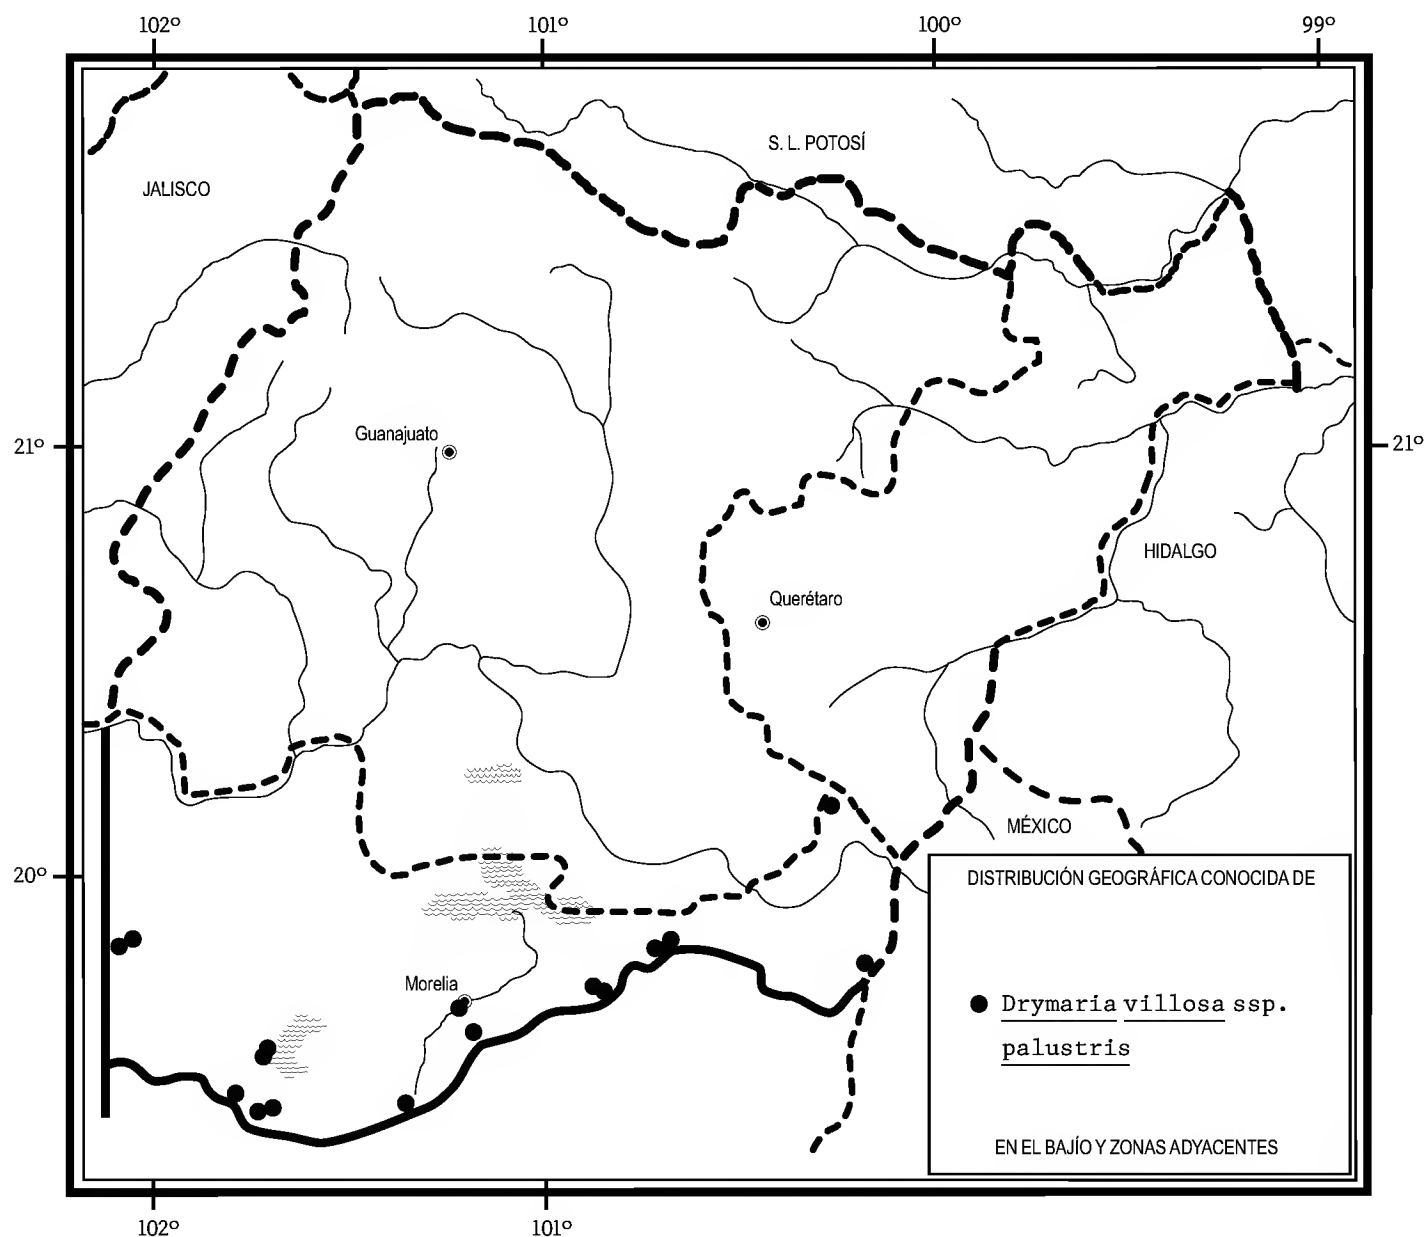 102º 101º 100º 99º
S. L. POTOSÍ
JALISCO
Guanajuato
21º 21º
HIDALGO
Querétaro
MÉXICO
20º
DISTRIBUCIÓN GEOGRÁFICA CONOCIDA DE
Morelia
Drymaria villosa ssp.
palustris
EN EL BAJÍO Y ZONAS ADYACENTES
102º 101º